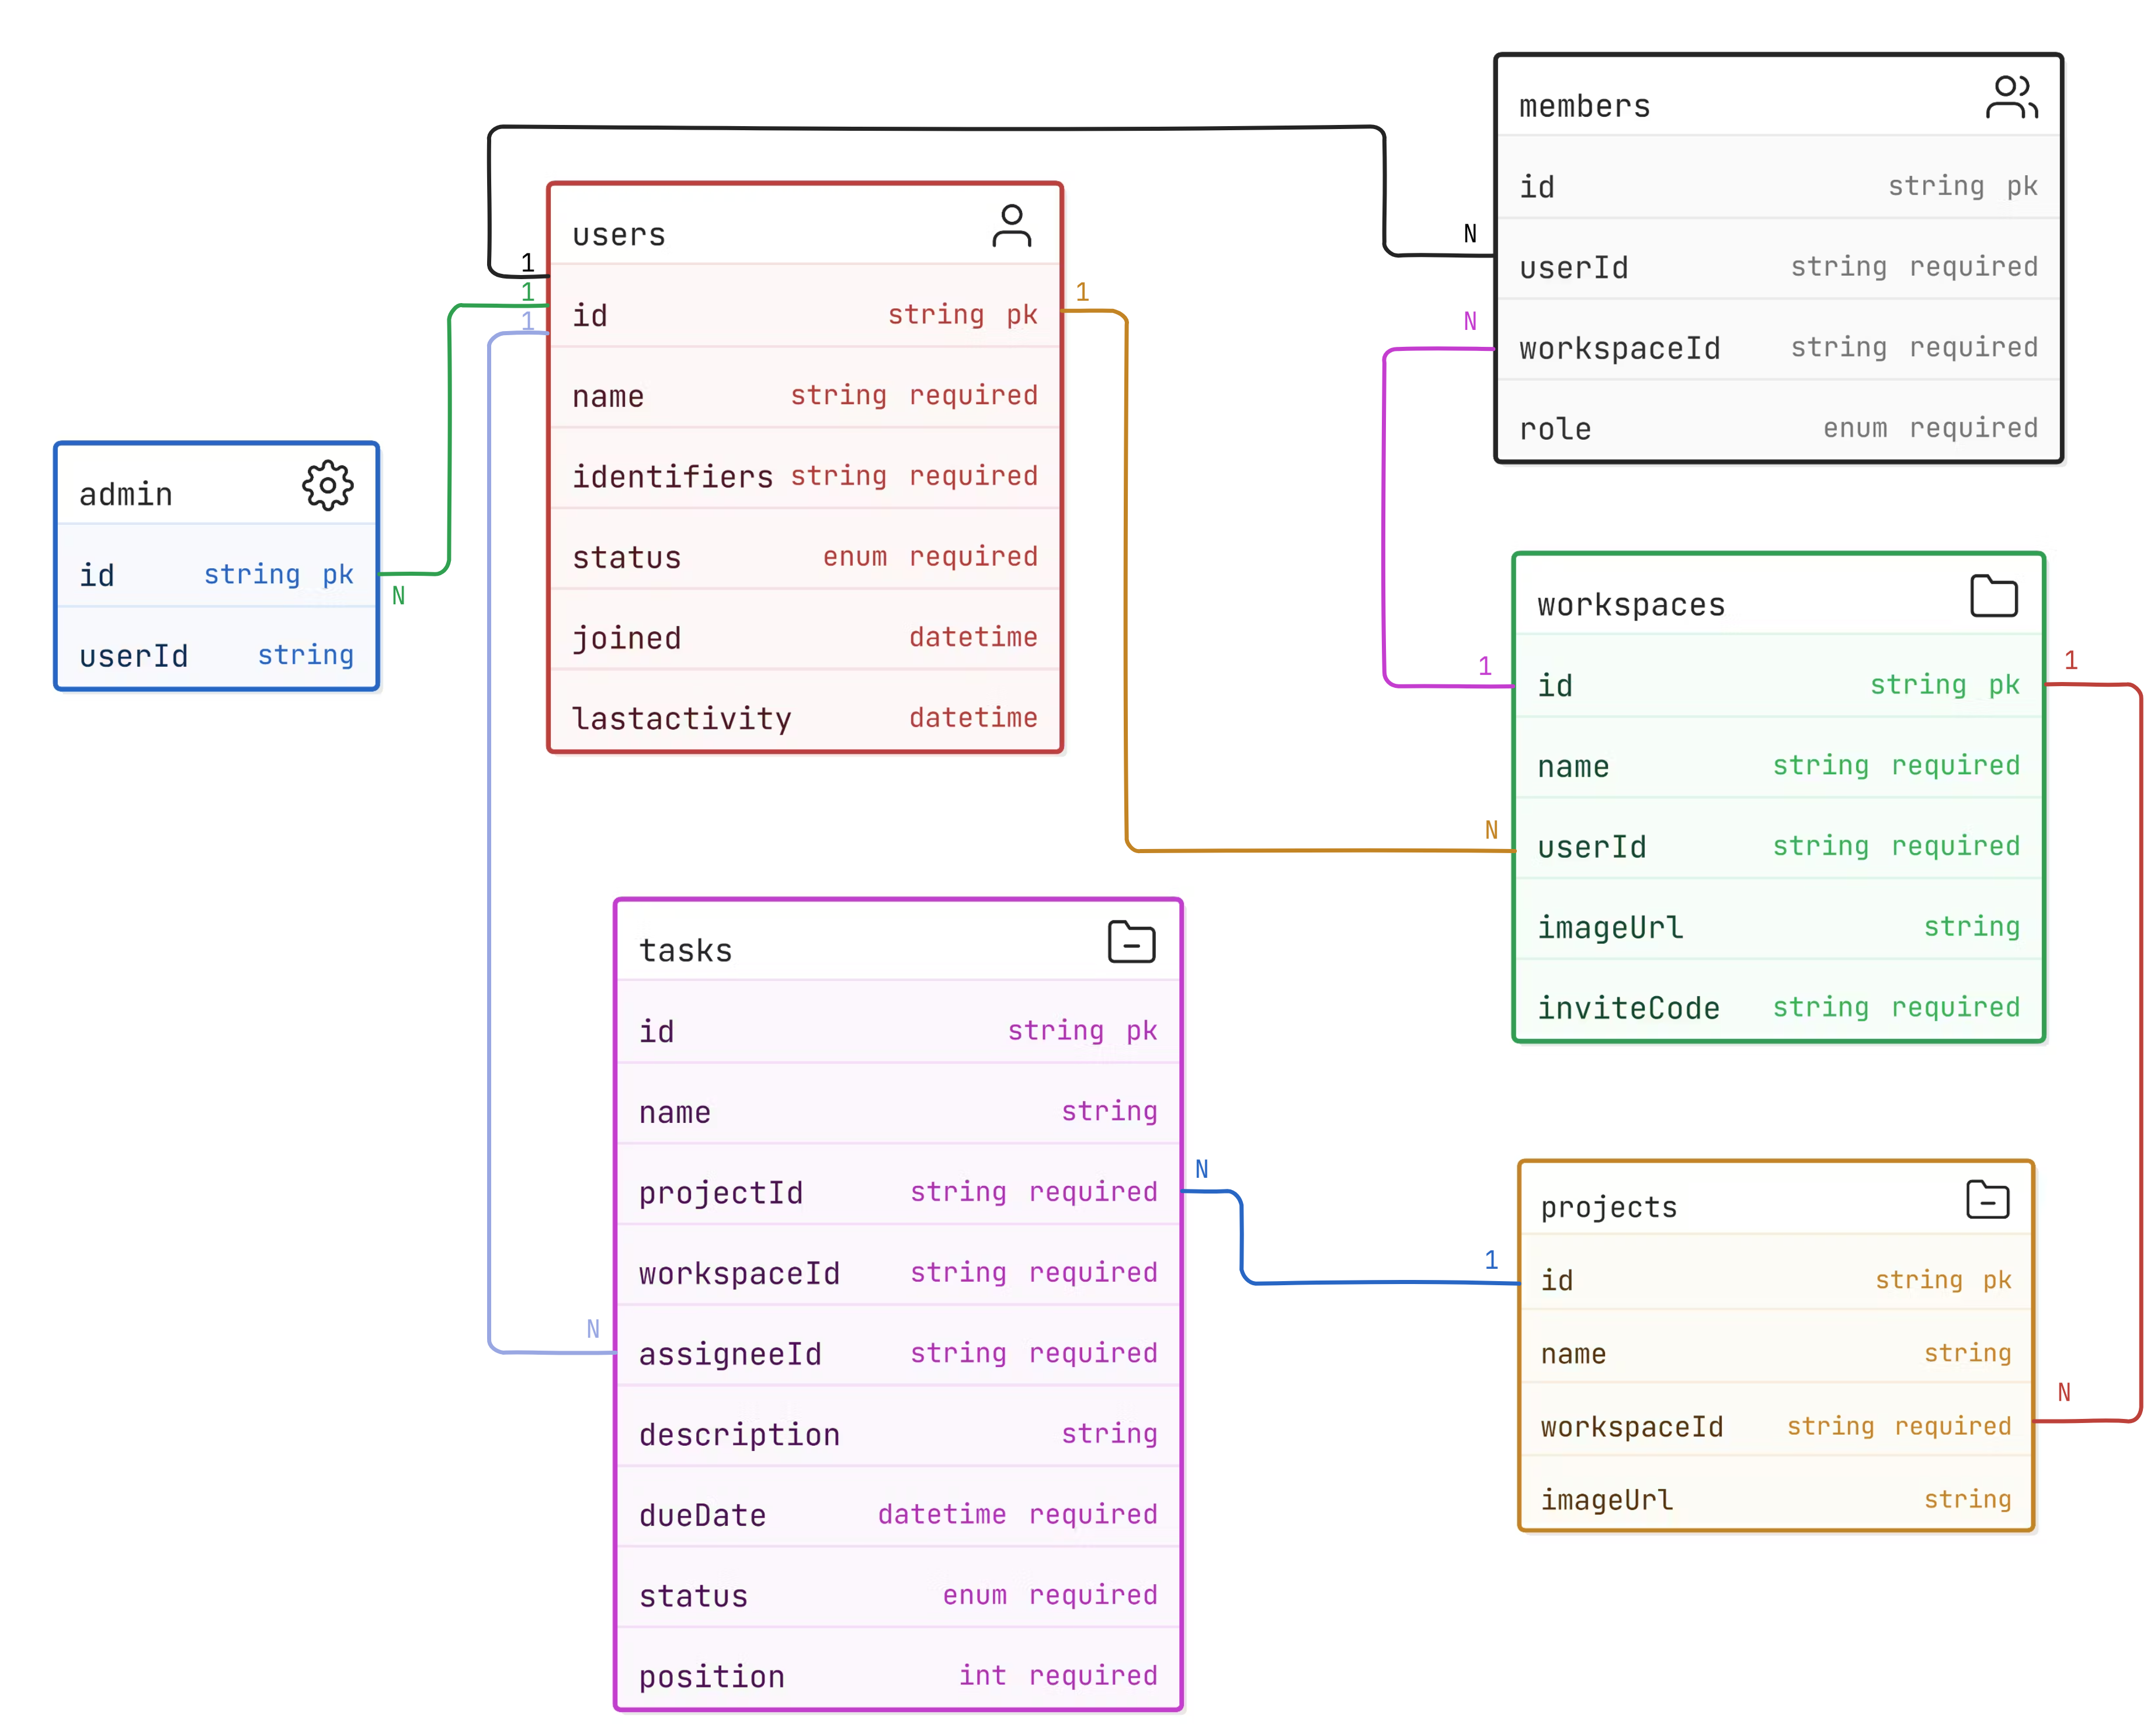 members
id string pk
userId string required
workspaceId string required
role enum required
N
N
users
id string pk
name string required
identifiers string required
status enum required
joined datetime
lastactivity datetime
1
1
1
1
admin
id string pk
userId string
N
workspaces
id string pk
name string required
userId string required
imageUrl string
inviteCode string required
1
1
N
tasks
id string pk
name string
projectId string required
workspaceId string required
assigneeId string required
description string
dueDate datetime required
status enum required
position int required
N
N
projects
id string pk
name string
workspaceId string required
imageUrl string
1
N